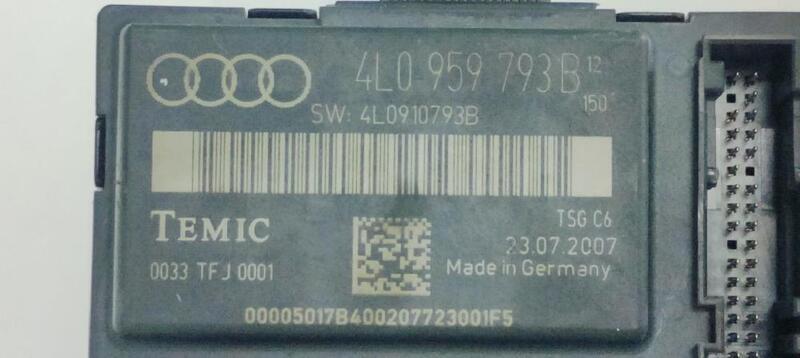 4L0 959 793B 12
150
SW: 4L0910793B
TEMIC
TSG C6
23.07.2007
0033 TFJ 0001
Made in Germany
00005017B400207723001F5